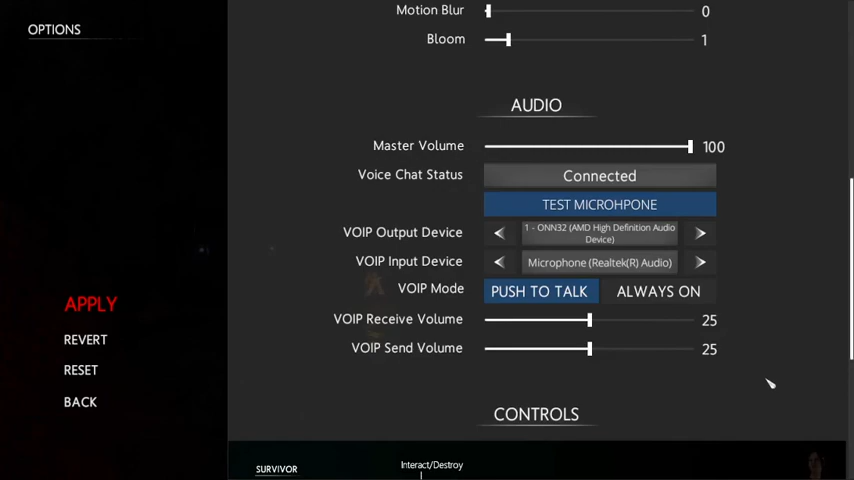 OPTIONS
Motion Blur 0
Bloom 1
AUDIO
Master Volume 100
Voice Chat Status Connected
TEST MICROHPONE
VOIP Output Device 1 - ONN32 (AMD High Definition Audio
Device)
VOIP Input Device Microphone (Realtek(R) Audio)
VOIP Mode PUSH TO TALK ALWAYS ON
VOIP Receive Volume 25
VOIP Send Volume 25
APPLY
REVERT
RESET
BACK
CONTROLS
SURVIVOR
Interact/Destroy